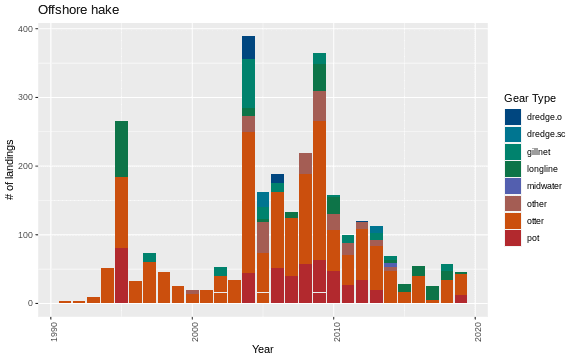 Offshore hake
# of landings
400
300
200
100
0
1990
2000
2010
2020
Year
Gear Type
dredge.o
dredge.sc
gillnet
longline
midwater
other
otter
pot